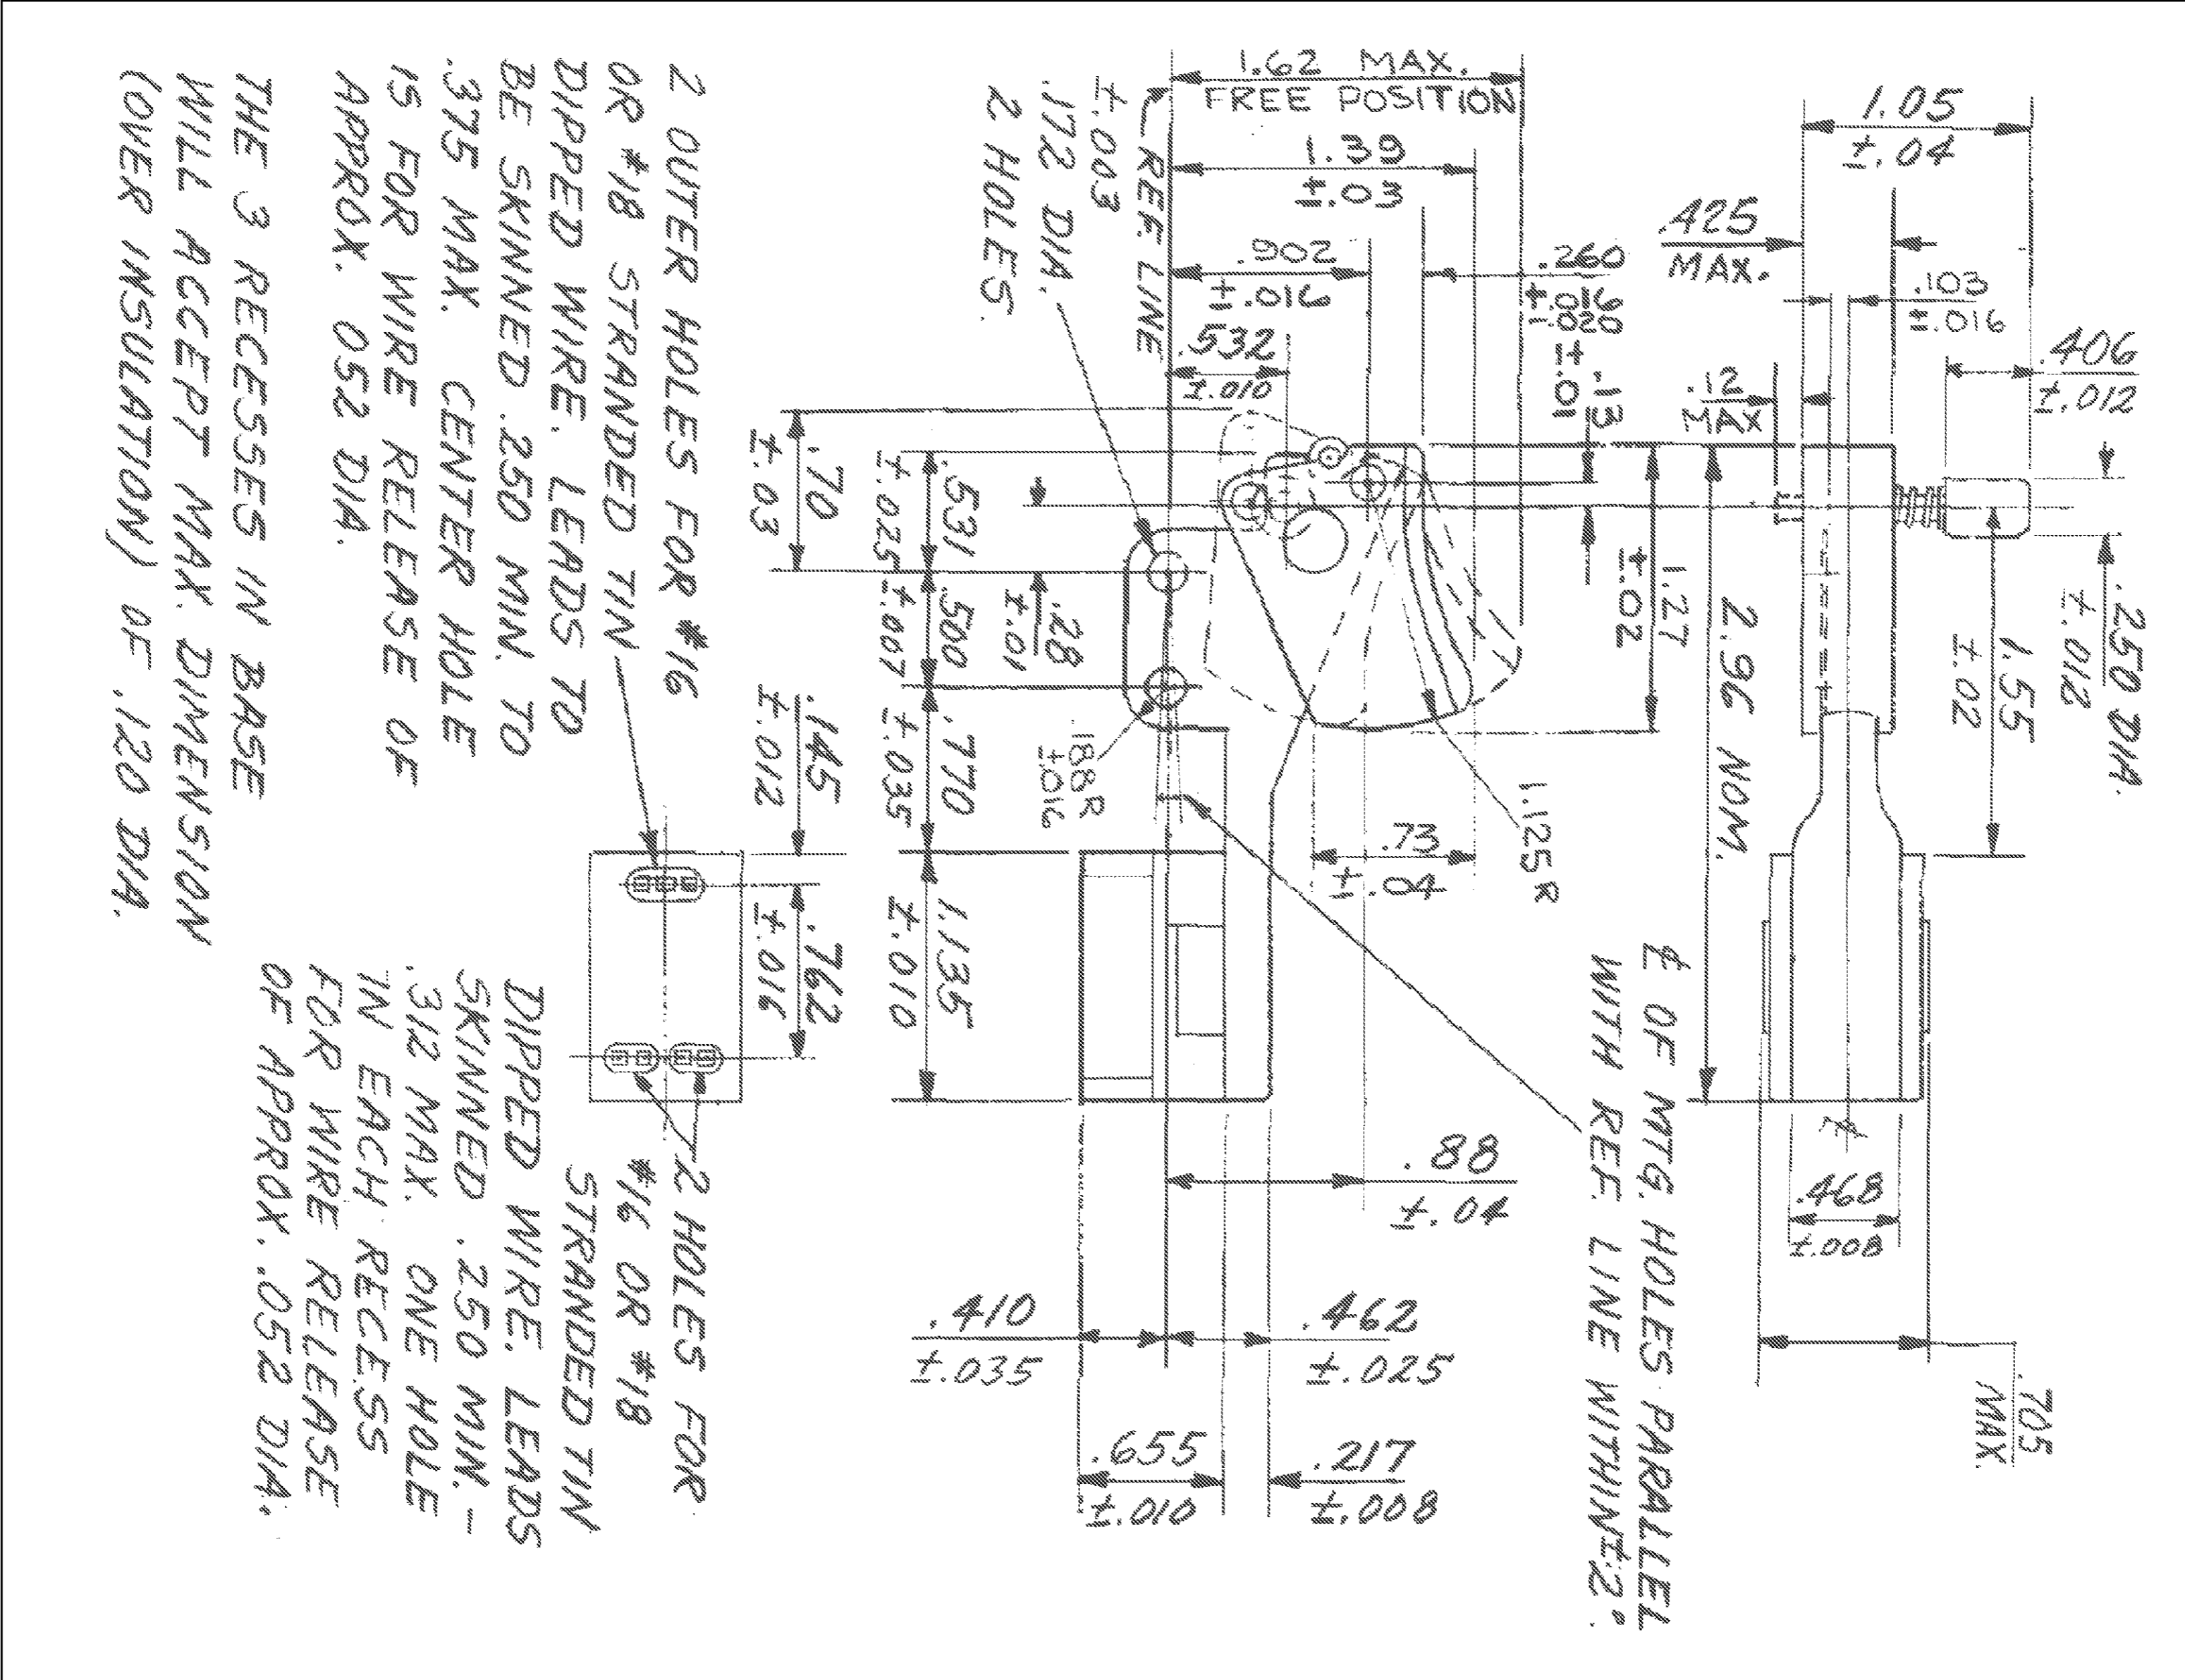 1.62 MAX.
FREE POSITION
REF. LINE
±.003
.172 DIA.
2 HOLES.
1.39
±.03
.902
±.016
.532
±.010
.260
+.016
-.020
.13
±.01
1.05
±.04
.425
MAX.
.103
±.016
.12
MAX
.406
±.012
.250 DIA.
±.012
1.55
±.02
2.96 NOM.
1.27
±.02
.70
±.03
.531
±.025
.500
±.007
.28
±.01
.770
±.035
.188R
±.016
1.125R
.73
±.04
.145
±.012
.762
±.016
1.135
±.010
.88
±.04
.410
±.035
.462
±.025
.655
±.010
.217
±.008
.468
±.008
.705
MAX.
℄ OF MTG. HOLES PARALLEL
WITH REF. LINE WITHIN ±2°.
2 OUTER HOLES FOR #16
OR #18 STRANDED TIN
DIPPED WIRE. LEADS TO
BE SKINNED .250 MIN. TO
.375 MAX. CENTER HOLE
IS FOR WIRE RELEASE OF
APPROX. .052 DIA.
THE 3 RECESSES IN BASE
WILL ACCEPT MAX. DIMENSION
(OVER INSULATION) OF .120 DIA.
2 HOLES FOR
#16 OR #18
STRANDED TIN
DIPPED WIRE. LEADS
SKINNED .250 MIN.-
.312 MAX. ONE HOLE
IN EACH RECESS
FOR WIRE RELEASE
OF APPROX. .052 DIA.